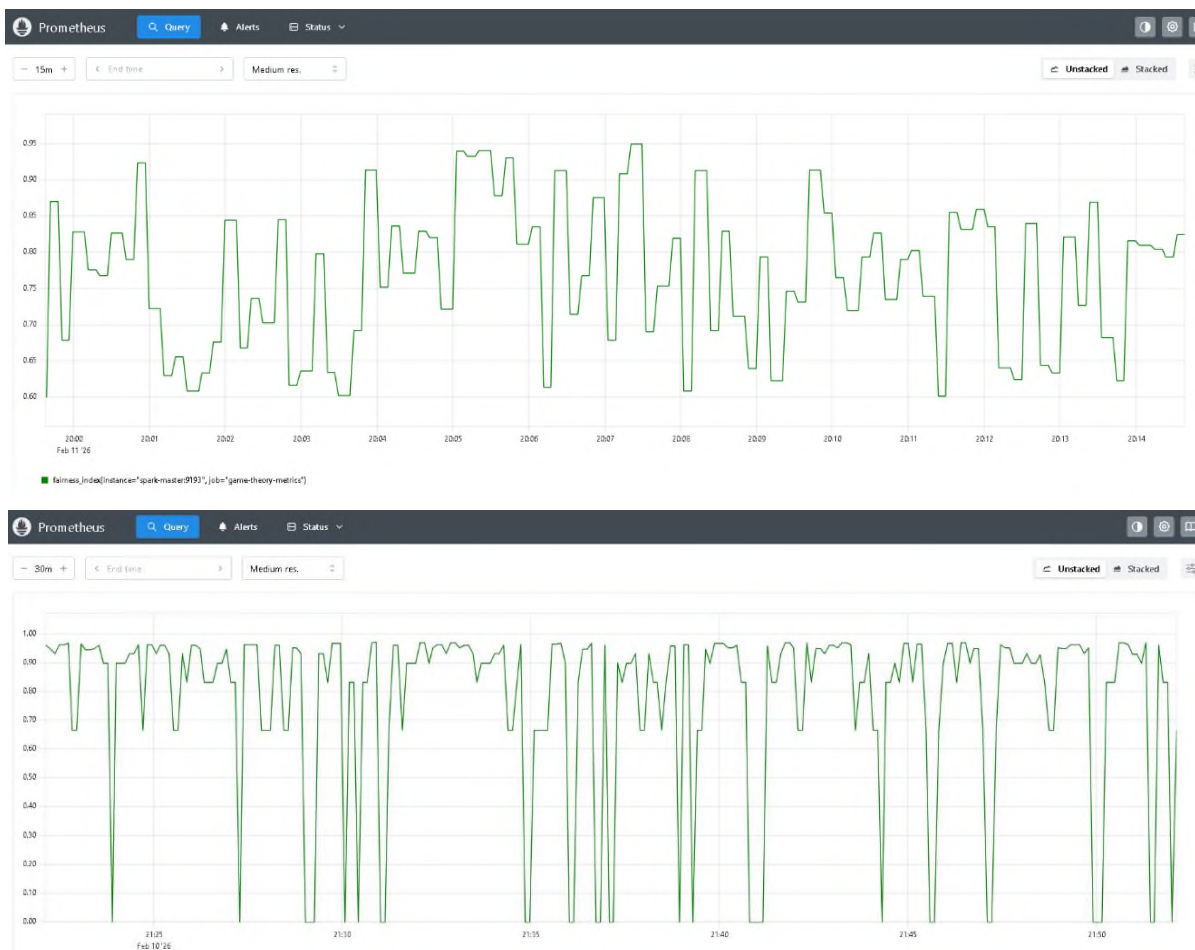 Prometheus Query Alerts Status
− 15m + < End time > Medium res. Unstacked Stacked
0.95
0.90
0.85
0.80
0.75
0.70
0.65
0.60
20:00 20:01 20:02 20:03 20:04 20:05 20:06 20:07 20:08 20:09 20:10 20:11 20:12 20:13 20:14
Feb 11 '26
fairness_index{instance="spark-master:9193", job="game-theory-metrics"}
Prometheus Query Alerts Status
− 30m + < End time > Medium res. Unstacked Stacked
1.00
0.90
0.80
0.70
0.60
0.50
0.40
0.30
0.20
0.10
0.00
21:25 21:30 21:35 21:40 21:45 21:50
Feb 10 '26